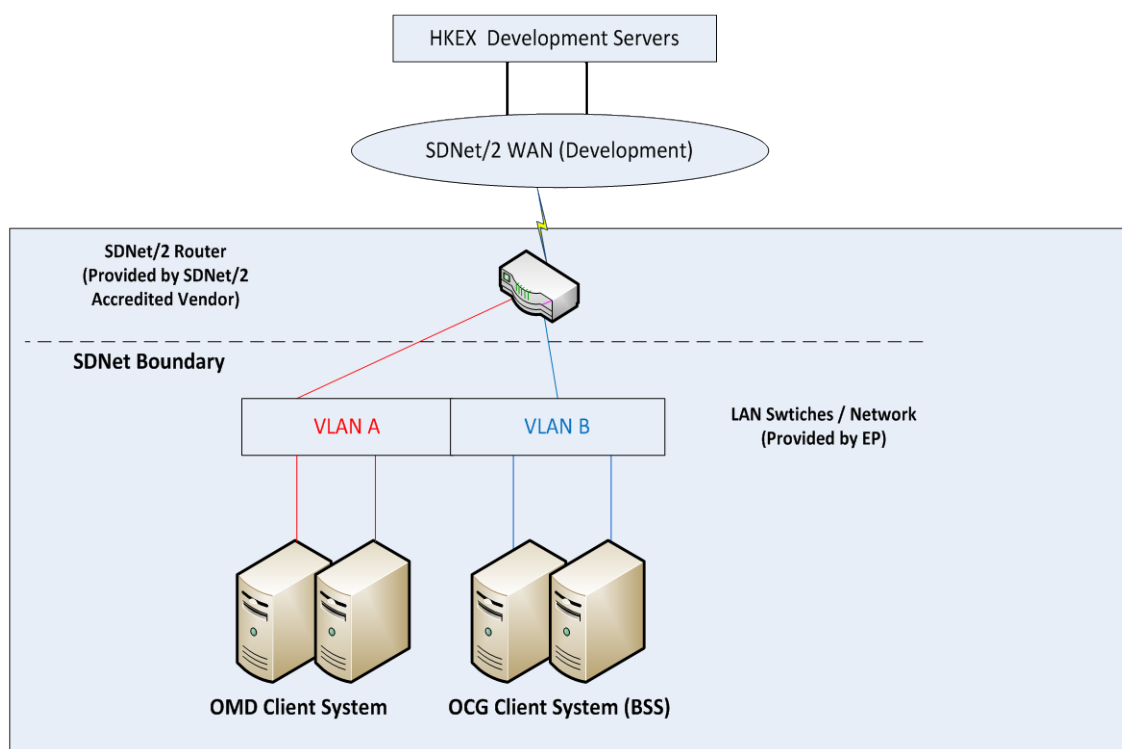 HKEX Development Servers
SDNet/2 WAN (Development)
SDNet/2 Router
(Provided by SDNet/2
Accredited Vendor)
SDNet Boundary
VLAN A
VLAN B
LAN Swtiches / Network
(Provided by EP)
OMD Client System
OCG Client System (BSS)